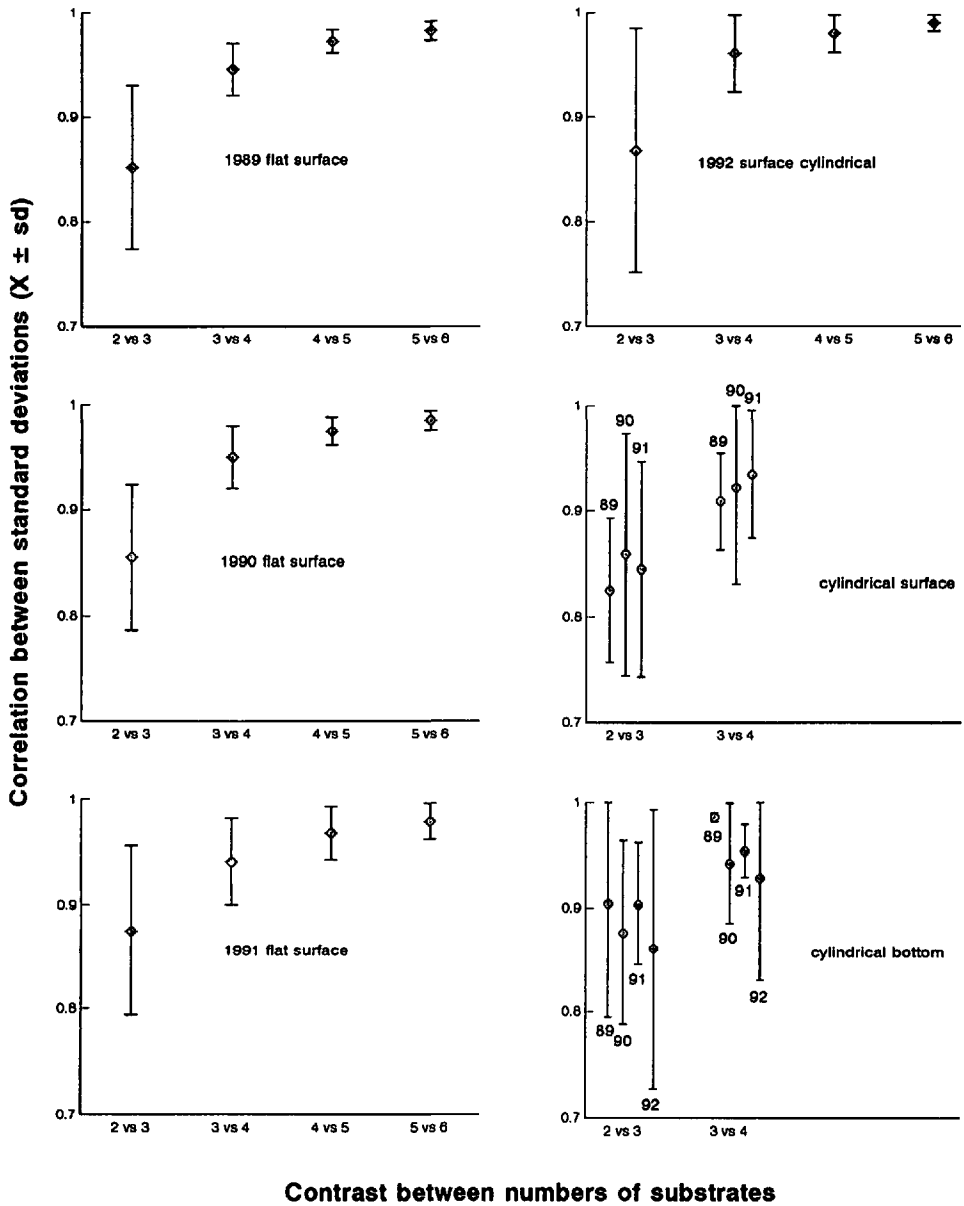 Correlation between standard deviations (X ± sd)
1
0.9
0.8
0.7
1989 flat surface
2 vs 3 3 vs 4 4 vs 5 5 vs 6
1
0.9
0.8
0.7
1992 surface cylindrical
2 vs 3 3 vs 4 4 vs 5 5 vs 6
1
0.9
0.8
0.7
1990 flat surface
2 vs 3 3 vs 4 4 vs 5 5 vs 6
1
0.9
0.8
0.7
89 90 91
89 90 91
cylindrical surface
2 vs 3 3 vs 4
1
0.9
0.8
0.7
1991 flat surface
2 vs 3 3 vs 4 4 vs 5 5 vs 6
1
0.9
0.8
0.7
89 90 91 92
89 90 91 92
cylindrical bottom
2 vs 3 3 vs 4
Contrast between numbers of substrates